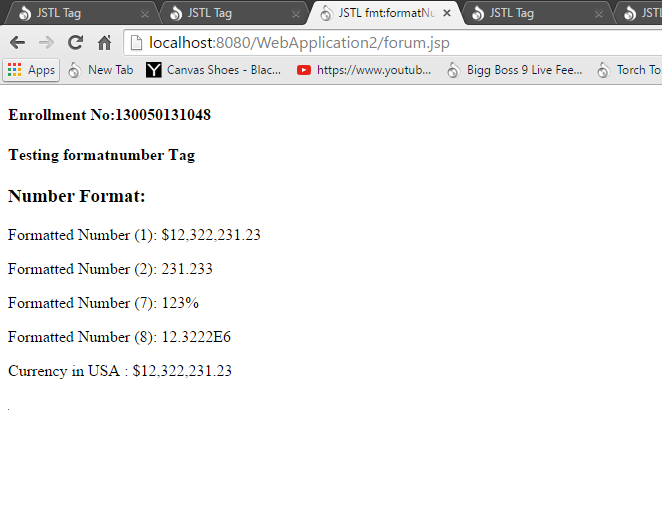 JSTL Tag
JSTL Tag
JSTL fmt:formatNu
JSTL Tag
JSTL
localhost:8080/WebApplication2/forum.jsp
Apps New Tab Canvas Shoes - Blac... https://www.youtub... Bigg Boss 9 Live Fee... Torch To
Enrollment No:130050131048
Testing formatnumber Tag
Number Format:
Formatted Number (1): $12,322,231.23
Formatted Number (2): 231.233
Formatted Number (7): 123%
Formatted Number (8): 12.3222E6
Currency in USA : $12,322,231.23
.